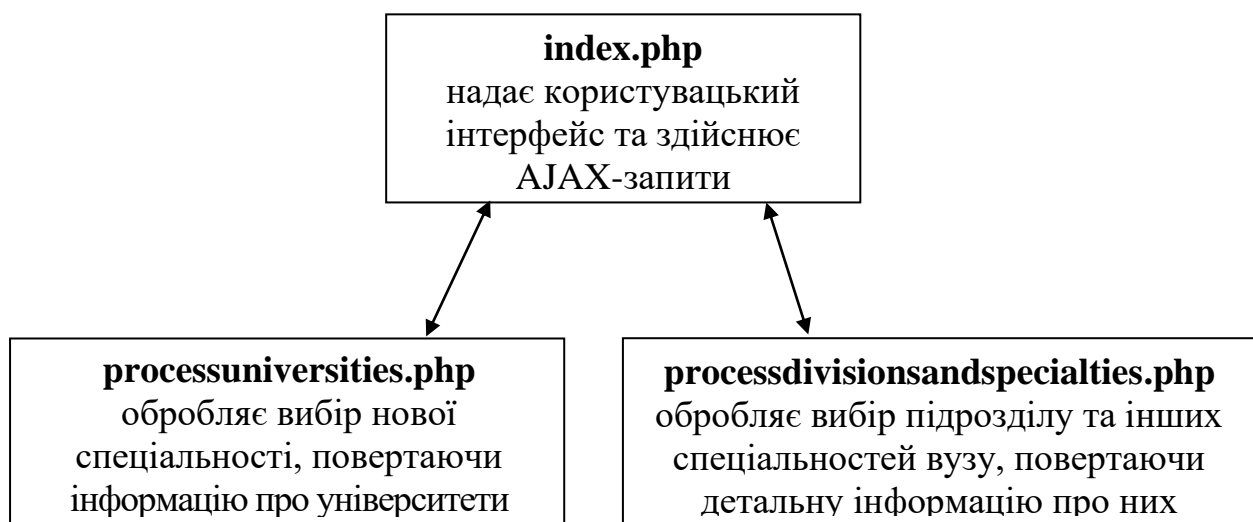 index.php
надає користувацький
інтерфейс та здійснює
AJAX-запити
processuniversities.php
обробляє вибір нової
спеціальності, повертаючи
інформацію про університети
processdivisionsandspecialties.php
обробляє вибір підрозділу та інших
спеціальностей вузу, повертаючи
детальну інформацію про них